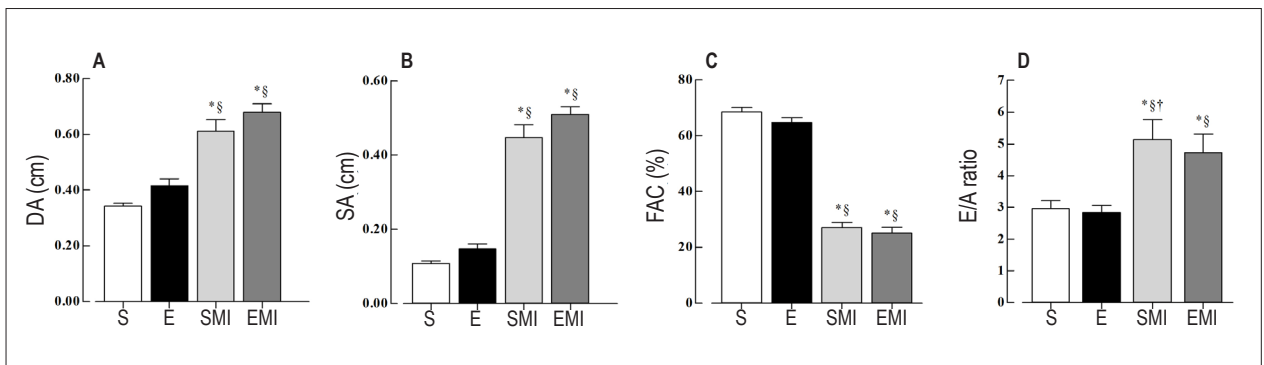 A
DA (cm)
0.80
0.60
0.40
0.20
0.00
*§
*§
S E SMI EMI
B
SA (cm)
0.60
0.40
0.20
0.00
*§
*§
S E SMI EMI
C
FAC (%)
80
60
40
20
0
*§
*§
S E SMI EMI
D
E/A ratio
7
6
5
4
3
2
1
0
*§†
*§
S E SMI EMI